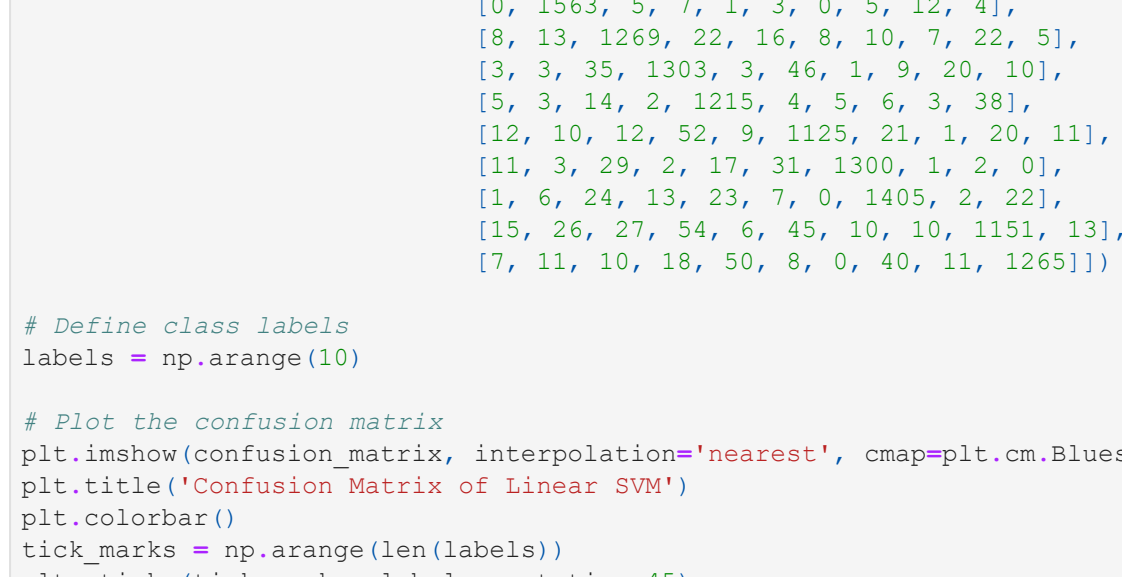 [0, 1563, 5, 7, 1, 3, 0, 5, 12, 4],
[8, 13, 1269, 22, 16, 8, 10, 7, 22, 5],
[3, 3, 35, 1303, 3, 46, 1, 9, 20, 10],
[5, 3, 14, 2, 1215, 4, 5, 6, 3, 38],
[12, 10, 12, 52, 9, 1125, 21, 1, 20, 11],
[11, 3, 29, 2, 17, 31, 1300, 1, 2, 0],
[1, 6, 24, 13, 23, 7, 0, 1405, 2, 22],
[15, 26, 27, 54, 6, 45, 10, 10, 1151, 13],
[7, 11, 10, 18, 50, 8, 0, 40, 11, 1265]])
# Define class labels
labels = np.arange(10)
# Plot the confusion matrix
plt.imshow(confusion_matrix, interpolation='nearest', cmap=plt.cm.Blues
plt.title('Confusion Matrix of Linear SVM')
plt.colorbar()
tick_marks = np.arange(len(labels))